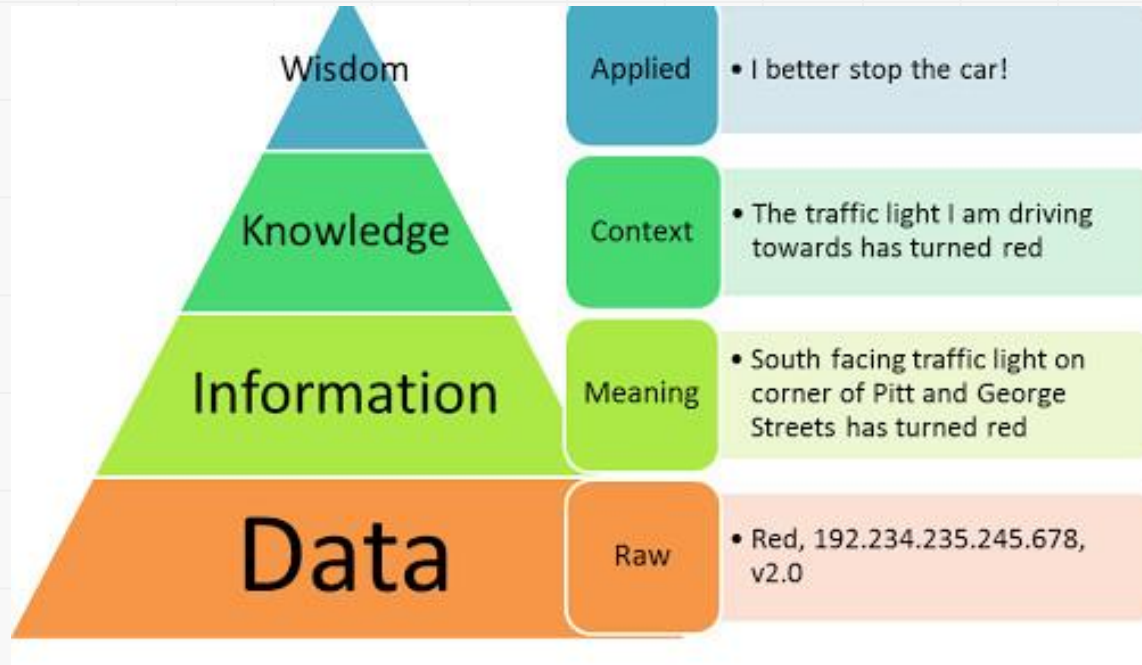 Wisdom
Applied
• I better stop the car!
Knowledge
Context
• The traffic light I am driving
towards has turned red
Information
Meaning
• South facing traffic light on
corner of Pitt and George
Streets has turned red
Data
Raw
• Red, 192.234.235.245.678,
v2.0